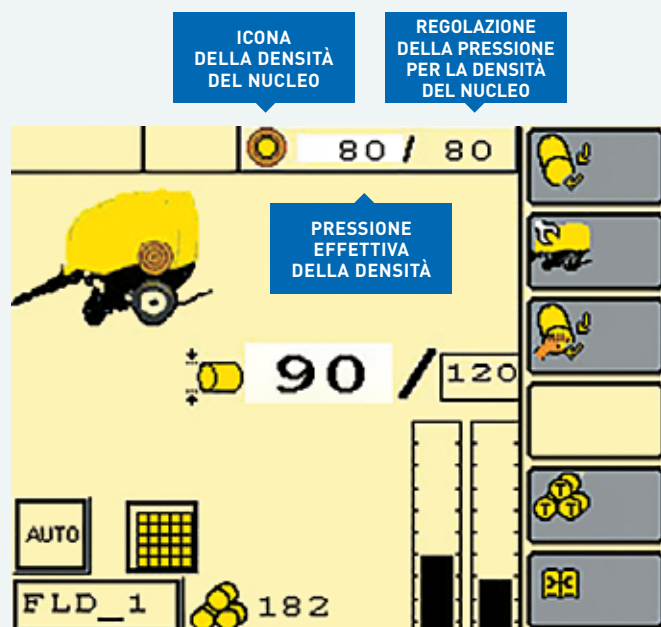 ICONA
DELLA DENSITÀ
DEL NUCLEO
REGOLAZIONE
DELLA PRESSIONE
PER LA DENSITÀ
DEL NUCLEO
80 / 80
PRESSIONE
EFFETTIVA
DELLA DENSITÀ
90 / 120
AUTO
T
T T
FLD_1
182